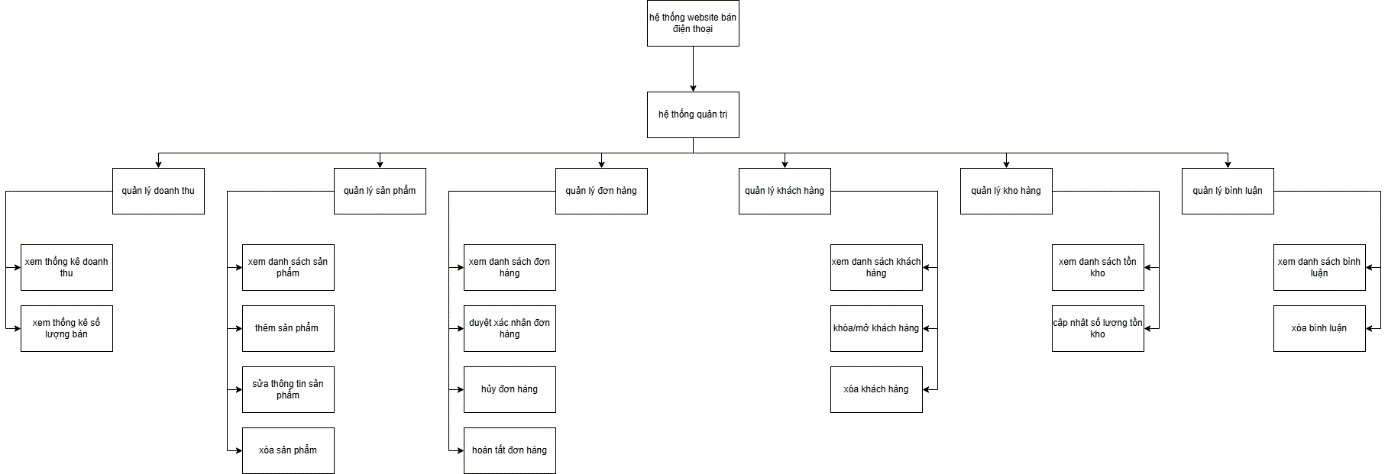 hệ thống website bán
điện thoại
hệ thống quản trị
quản lý doanh thu
quản lý sản phẩm
quản lý đơn hàng
quản lý khách hàng
quản lý kho hàng
quản lý bình luận
xem thống kê doanh
thu
xem danh sách sản
phẩm
xem danh sách đơn
hàng
xem danh sách khách
hàng
xem danh sách tồn
kho
xem danh sách bình
luận
xem thống kê số
lượng bán
thêm sản phẩm
duyệt xác nhận đơn
hàng
khóa/mở khách hàng
cập nhật số lượng tồn
kho
xóa bình luận
sửa thông tin sản
phẩm
hủy đơn hàng
xóa khách hàng
xóa sản phẩm
hoàn tất đơn hàng